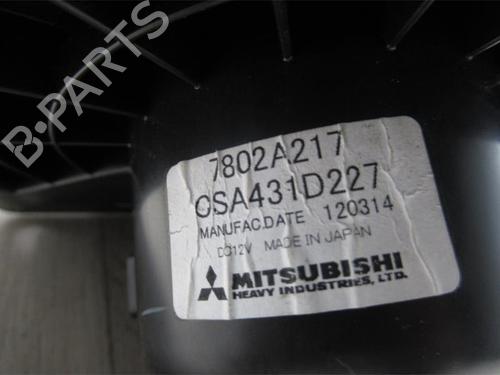 B-PARTS
7802A217
CSA431D227
MANUFAC.DATE 120314
DC12V MADE IN JAPAN
MITSUBISHI
HEAVY INDUSTRIES, LTD.